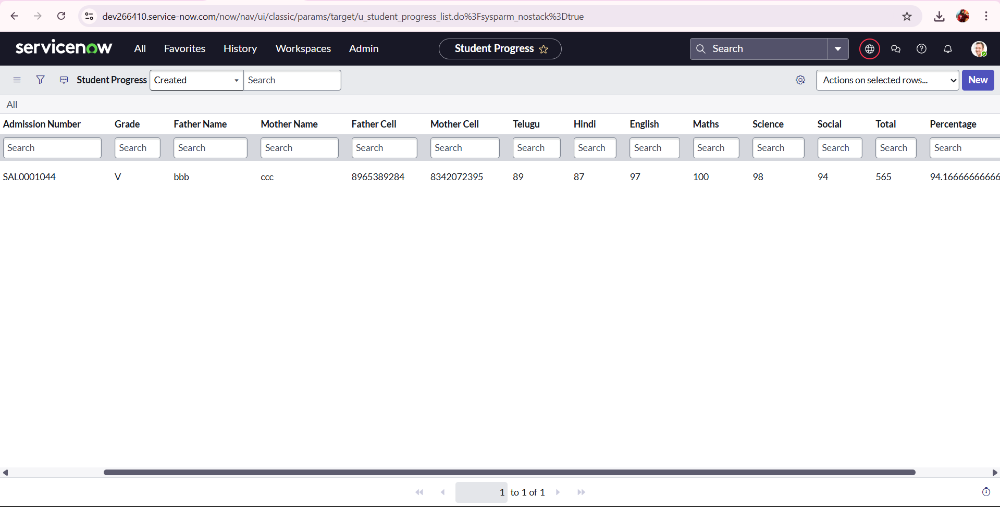 dev266410.service-now.com/now/nav/ui/classic/params/target/u_student_progress_list.do%3Fsysparm_nostack%3Dtrue
servicenow All Favorites History Workspaces Admin Student Progress Search
Student Progress Created Search Actions on selected rows... New
All
Admission Number Grade Father Name Mother Name Father Cell Mother Cell Telugu Hindi English Maths Science Social Total Percentage
Search Search Search Search Search Search Search Search Search Search Search Search Search Search
SAL0001044 V bbb ccc 8965389284 8342072395 89 87 97 100 98 94 565 94.16666666666
1 to 1 of 1